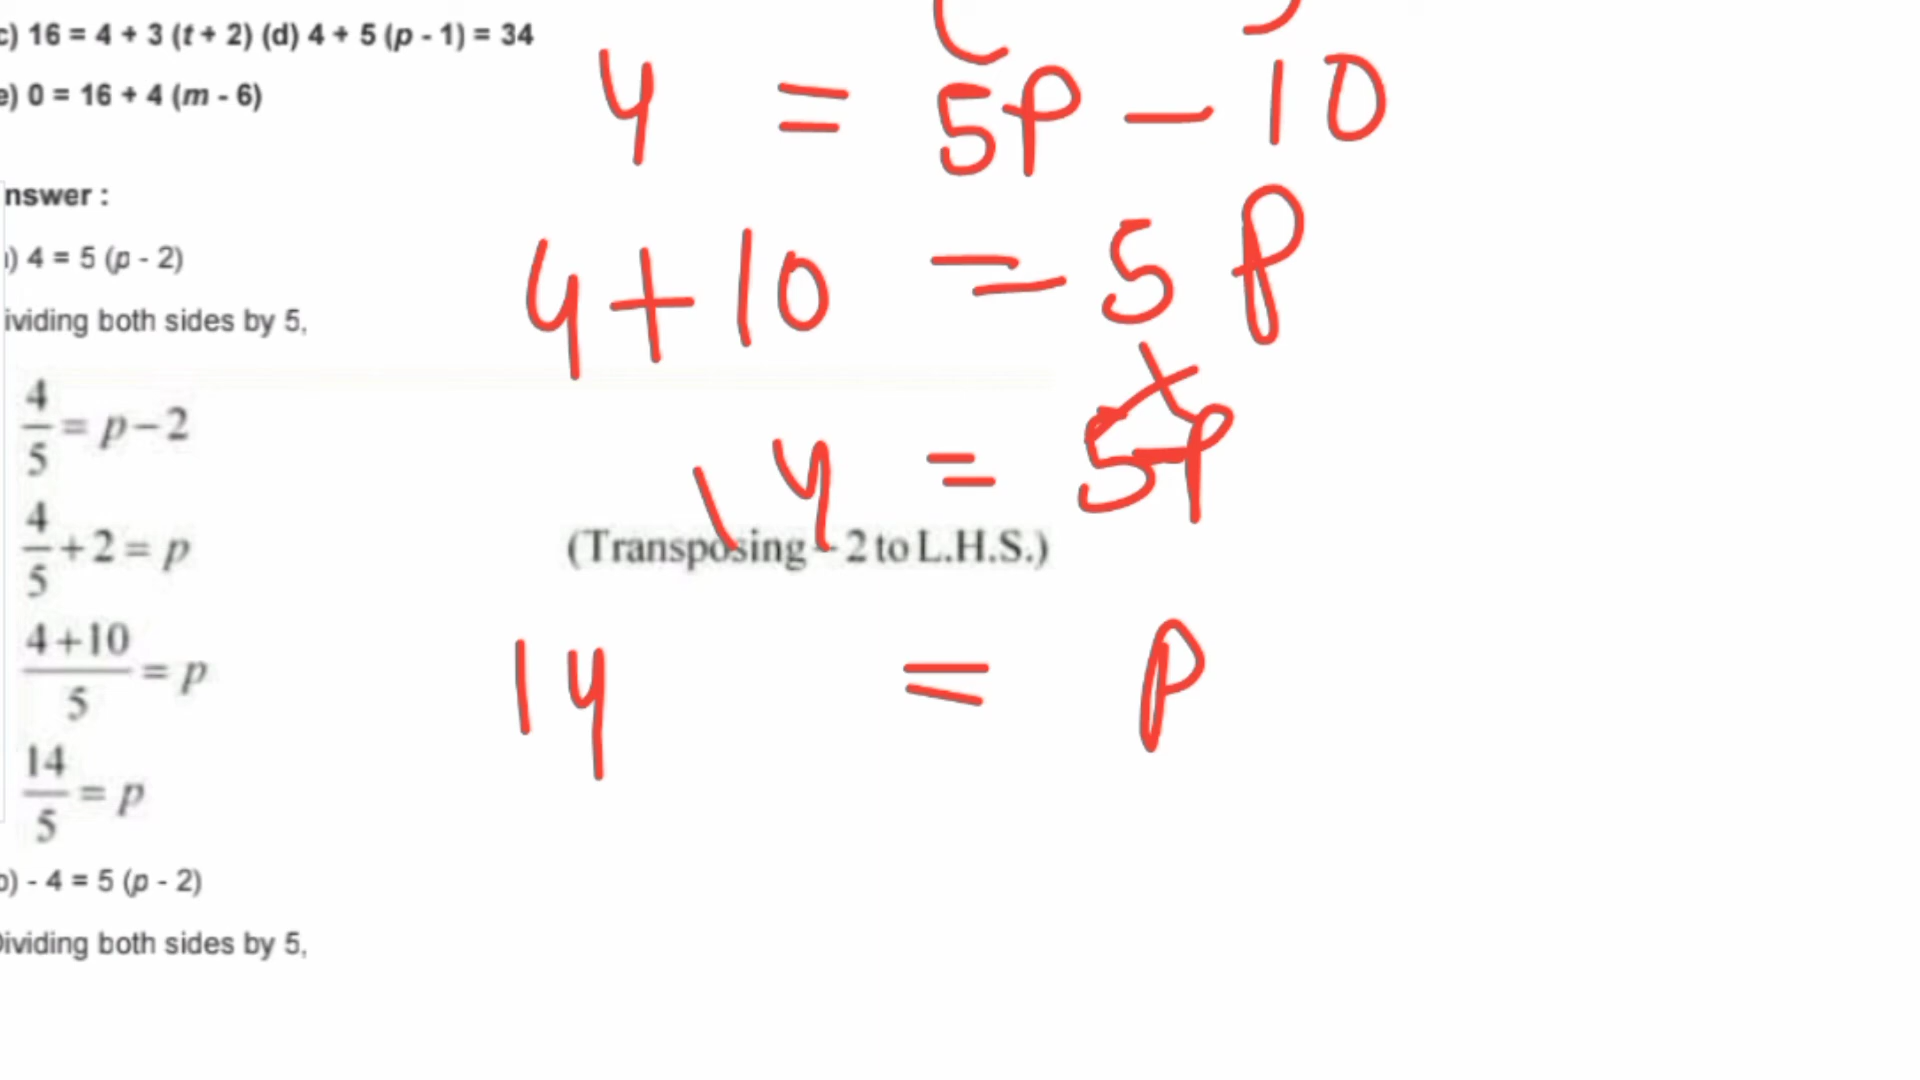 c) 16 = 4 + 3 (t + 2) (d) 4 + 5 (p - 1) = 34
e) 0 = 16 + 4 (m - 6)
4 = 5P - 10
nswer :
) 4 = 5 (p - 2)
4 + 10 = 5 P
ividing both sides by 5,
4/5 = p - 2
14 = 5P
4/5 + 2 = p (Transposing - 2 to L.H.S.)
4 + 10 / 5 = p
14 = P
14/5 = p
b) - 4 = 5 (p - 2)
Dividing both sides by 5,